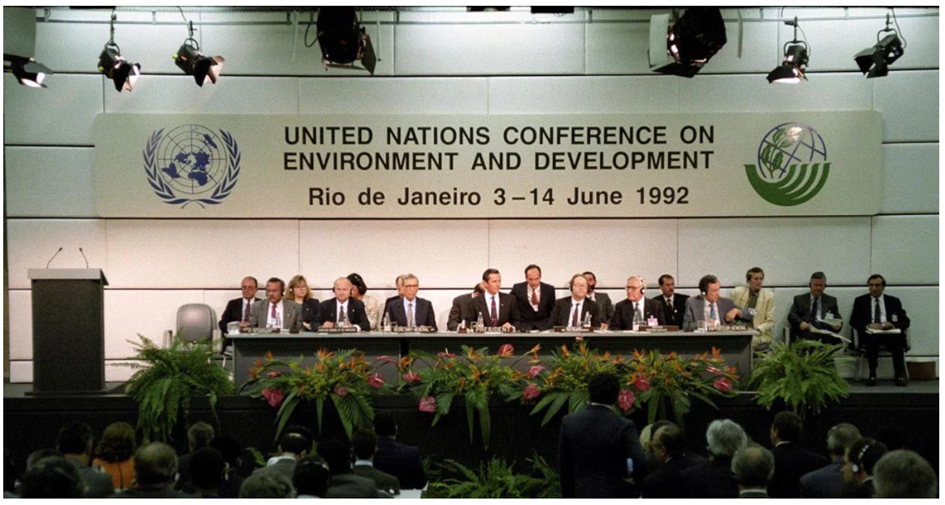 UNITED NATIONS CONFERENCE ON
ENVIRONMENT AND DEVELOPMENT
Rio de Janeiro 3–14 June 1992